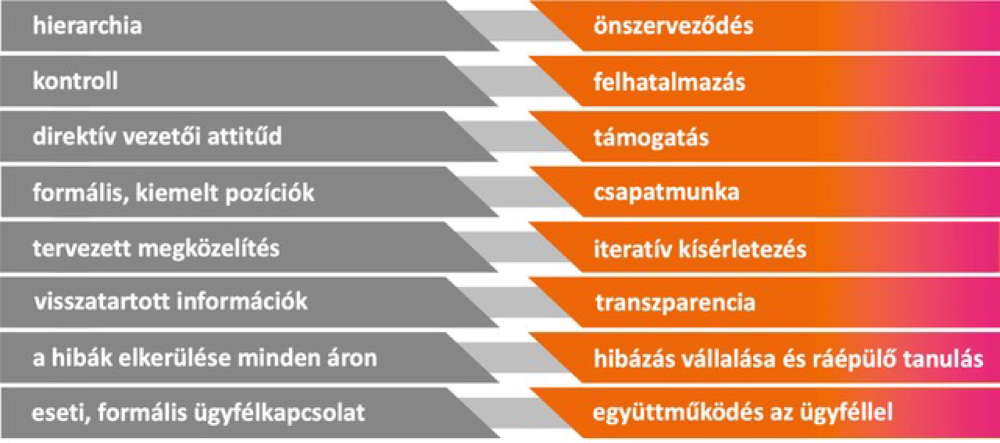 hierarchia
önszerveződés
kontroll
felhatalmazás
direktív vezetői attitűd
támogatás
formális, kiemelt pozíciók
csapatmunka
tervezett megközelítés
iteratív kísérletezés
visszatartott információk
transzparencia
a hibák elkerülése minden áron
hibázás vállalása és ráépülő tanulás
eseti, formális ügyfélkapcsolat
együttműködés az ügyféllel